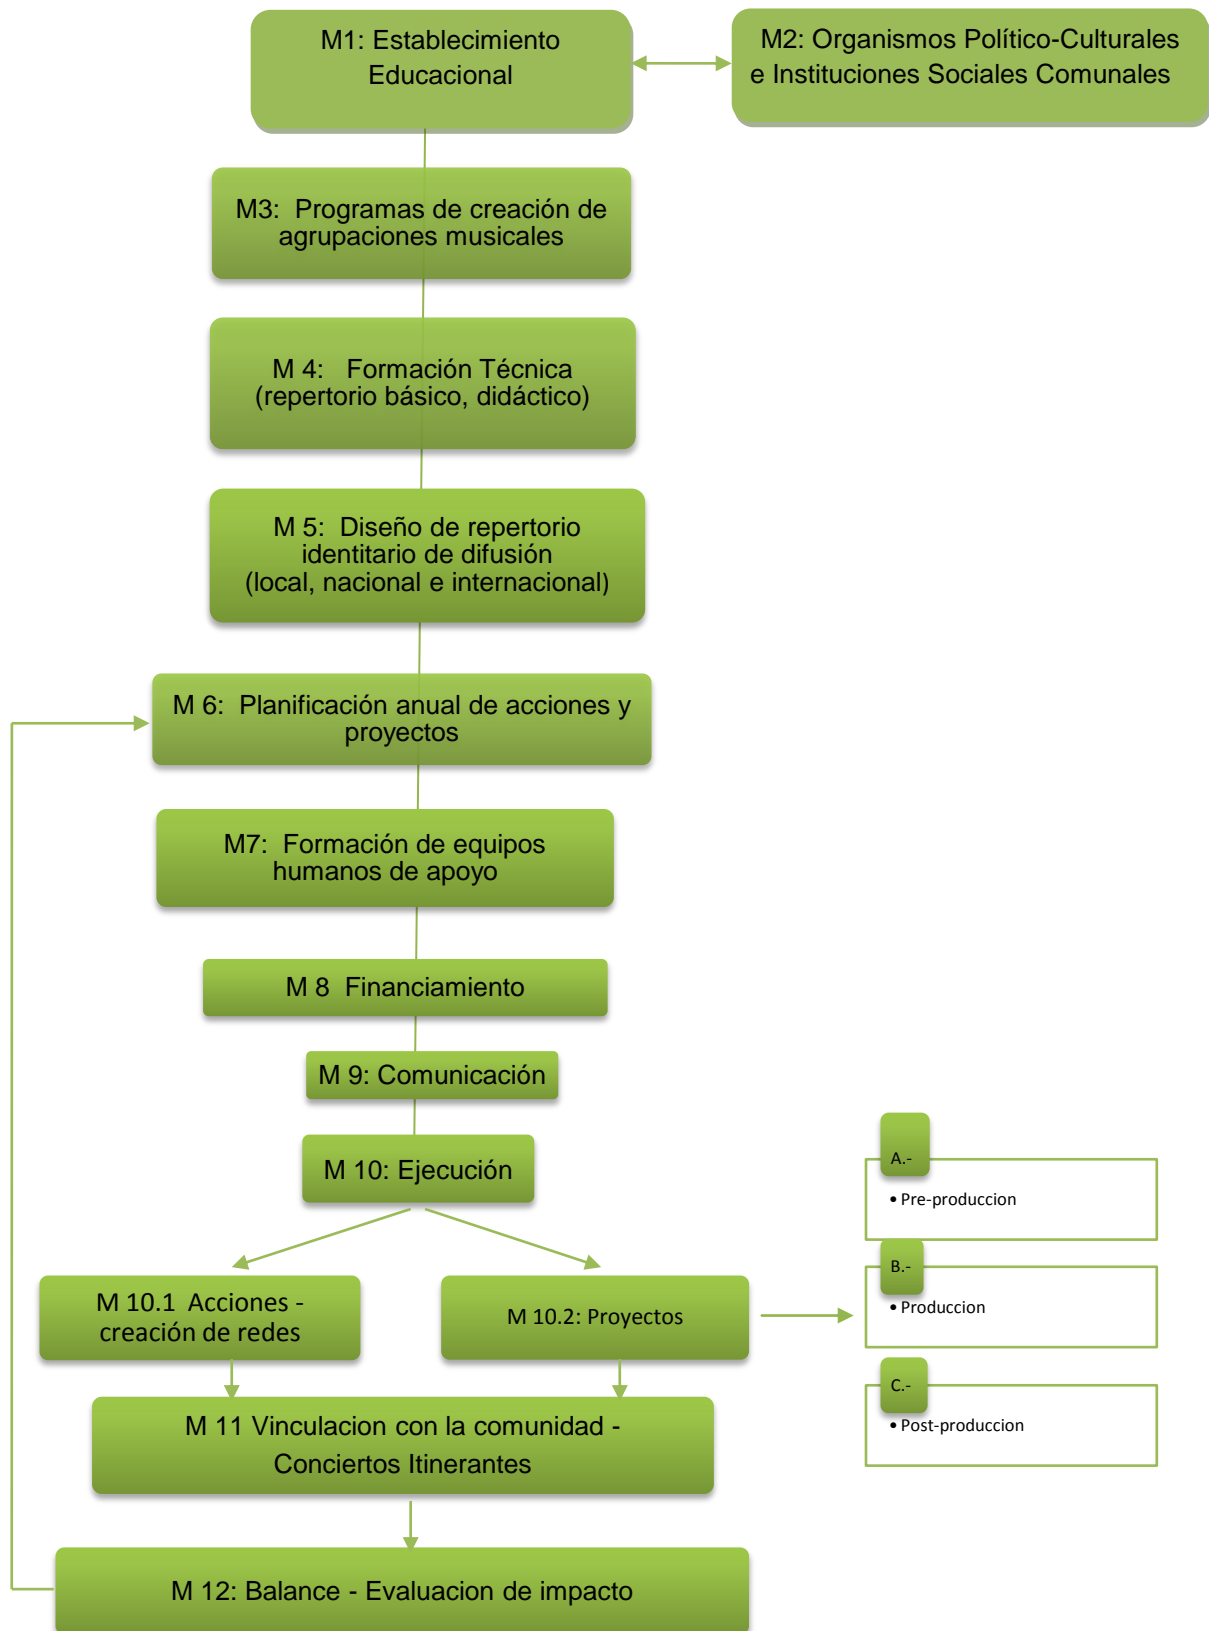 M1: Establecimiento
Educacional
M2: Organismos Político-Culturales
e Instituciones Sociales Comunales
M3: Programas de creación de
agrupaciones musicales
M 4: Formación Técnica
(repertorio básico, didáctico)
M 5: Diseño de repertorio
identitario de difusión
(local, nacional e internacional)
M 6: Planificación anual de acciones y
proyectos
M7: Formación de equipos
humanos de apoyo
M 8 Financiamiento
M 9: Comunicación
M 10: Ejecución
M 10.1 Acciones -
creación de redes
M 10.2: Proyectos
A.-
• Pre-produccion
B.-
• Produccion
C.-
• Post-produccion
M 11 Vinculacion con la comunidad -
Conciertos Itinerantes
M 12: Balance - Evaluacion de impacto